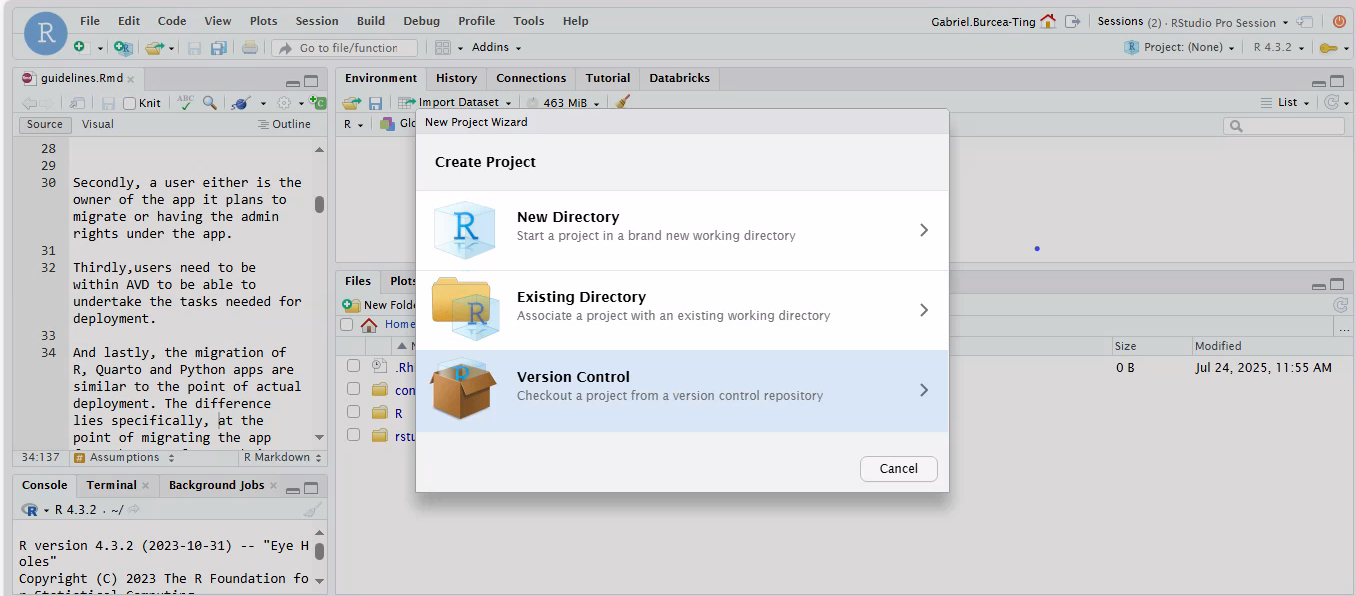 File Edit Code View Plots Session Build Debug Profile Tools Help
Gabriel.Burcea-Ting Sessions (2) · RStudio Pro Session
R
Go to file/function Addins
Project: (None) R 4.3.2
guidelines.Rmd
Knit
ABC
Source Visual Outline
28
29
30 Secondly, a user either is the
owner of the app it plans to
migrate or having the admin
rights under the app.
31
32 Thirdly,users need to be
within AVD to be able to
undertake the tasks needed for
deployment.
33
34 And lastly, the migration of
R, Quarto and Python apps are
similar to the point of actual
deployment. The difference
lies specifically, at the
point of migrating the app
34:137 # Assumptions R Markdown
Console Terminal Background Jobs
R R 4.3.2 · ~/
R version 4.3.2 (2023-10-31) -- "Eye H
oles"
Copyright (C) 2023 The R Foundation fo
r Statistical Computing
Environment History Connections Tutorial Databricks
Import Dataset 463 MiB
List
R Glo
New Project Wizard
Create Project
R
New Directory
Start a project in a brand new working directory
R
Existing Directory
Associate a project with an existing working directory
Version Control
Checkout a project from a version control repository
Cancel
Files Plots
New Folde
Home
N Size Modified
.Rh 0 B Jul 24, 2025, 11:55 AM
con
R
rstu
...